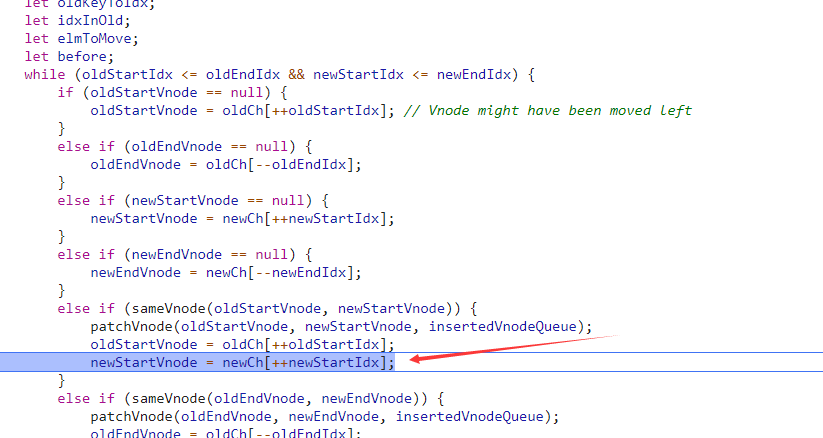 let oldKeyToIdx;
let idxInOld;
let elmToMove;
let before;
while (oldStartIdx <= oldEndIdx && newStartIdx <= newEndIdx) {
if (oldStartVnode == null) {
oldStartVnode = oldCh[++oldStartIdx]; // Vnode might have been moved left
}
else if (oldEndVnode == null) {
oldEndVnode = oldCh[--oldEndIdx];
}
else if (newStartVnode == null) {
newStartVnode = newCh[++newStartIdx];
}
else if (newEndVnode == null) {
newEndVnode = newCh[--newEndIdx];
}
else if (sameVnode(oldStartVnode, newStartVnode)) {
patchVnode(oldStartVnode, newStartVnode, insertedVnodeQueue);
oldStartVnode = oldCh[++oldStartIdx];
newStartVnode = newCh[++newStartIdx];
}
else if (sameVnode(oldEndVnode, newEndVnode)) {
patchVnode(oldEndVnode, newEndVnode, insertedVnodeQueue);
oldEndVnode = oldCh[--oldEndIdx];